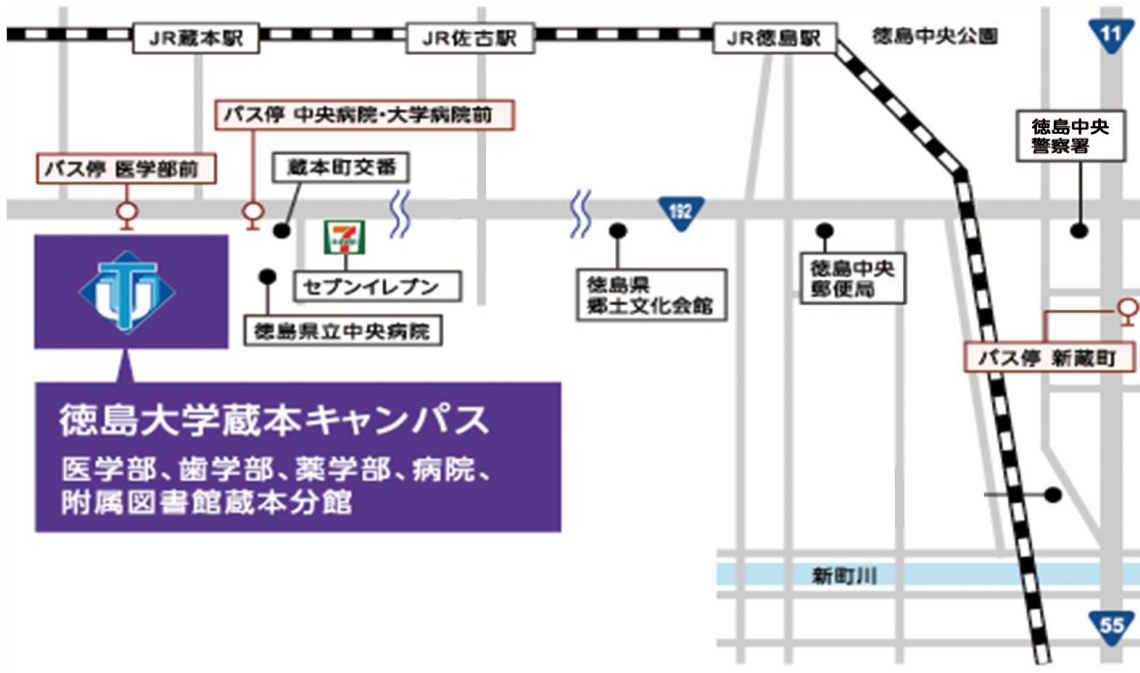 JR蔵本駅
JR佐古駅
JR徳島駅
徳島中央公園
11
バス停 中央病院・大学病院前
徳島中央
警察署
バス停 医学部前
蔵本町交番
192
セブンイレブン
徳島県
郷土文化会館
徳島中央
郵便局
徳島県立中央病院
バス停 新蔵町
徳島大学蔵本キャンパス
医学部、歯学部、薬学部、病院、
附属図書館蔵本分館
新町川
55